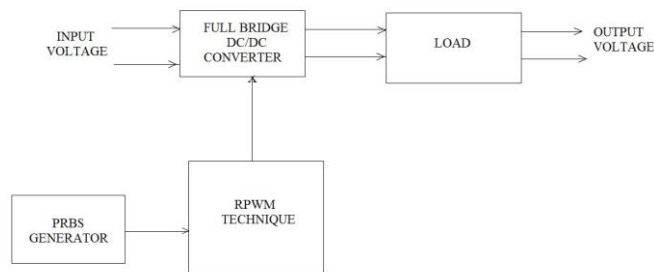 INPUT
VOLTAGE
FULL BRIDGE
DC/DC
CONVERTER
LOAD
OUTPUT
VOLTAGE
PRBS
GENERATOR
RPWM
TECHNIQUE